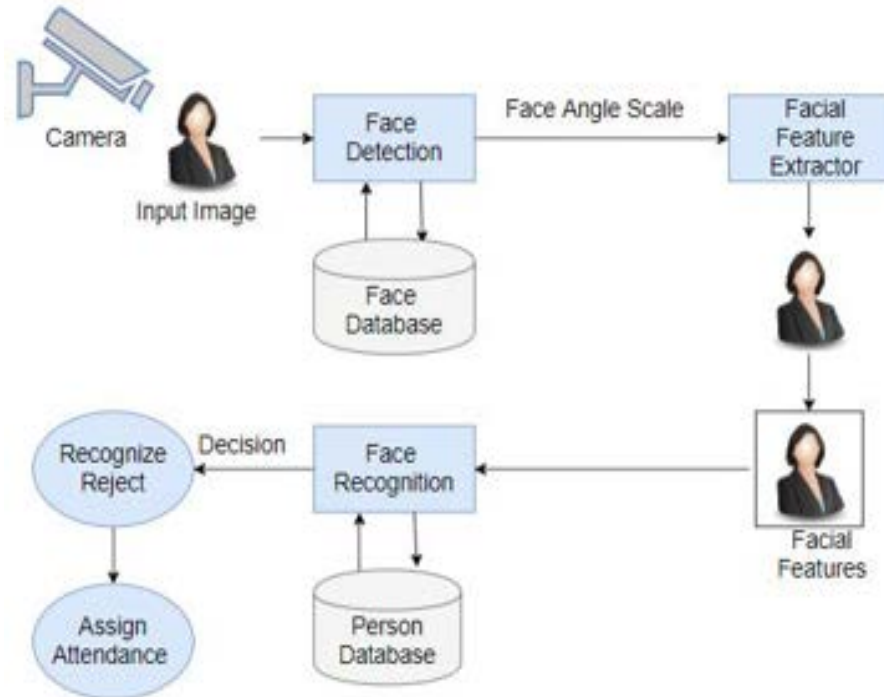 Camera
Input Image
Face
Detection
Face Angle Scale
Facial
Feature
Extractor
Face
Database
Facial
Features
Face
Recognition
Decision
Recognize
Reject
Person
Database
Assign
Attendance